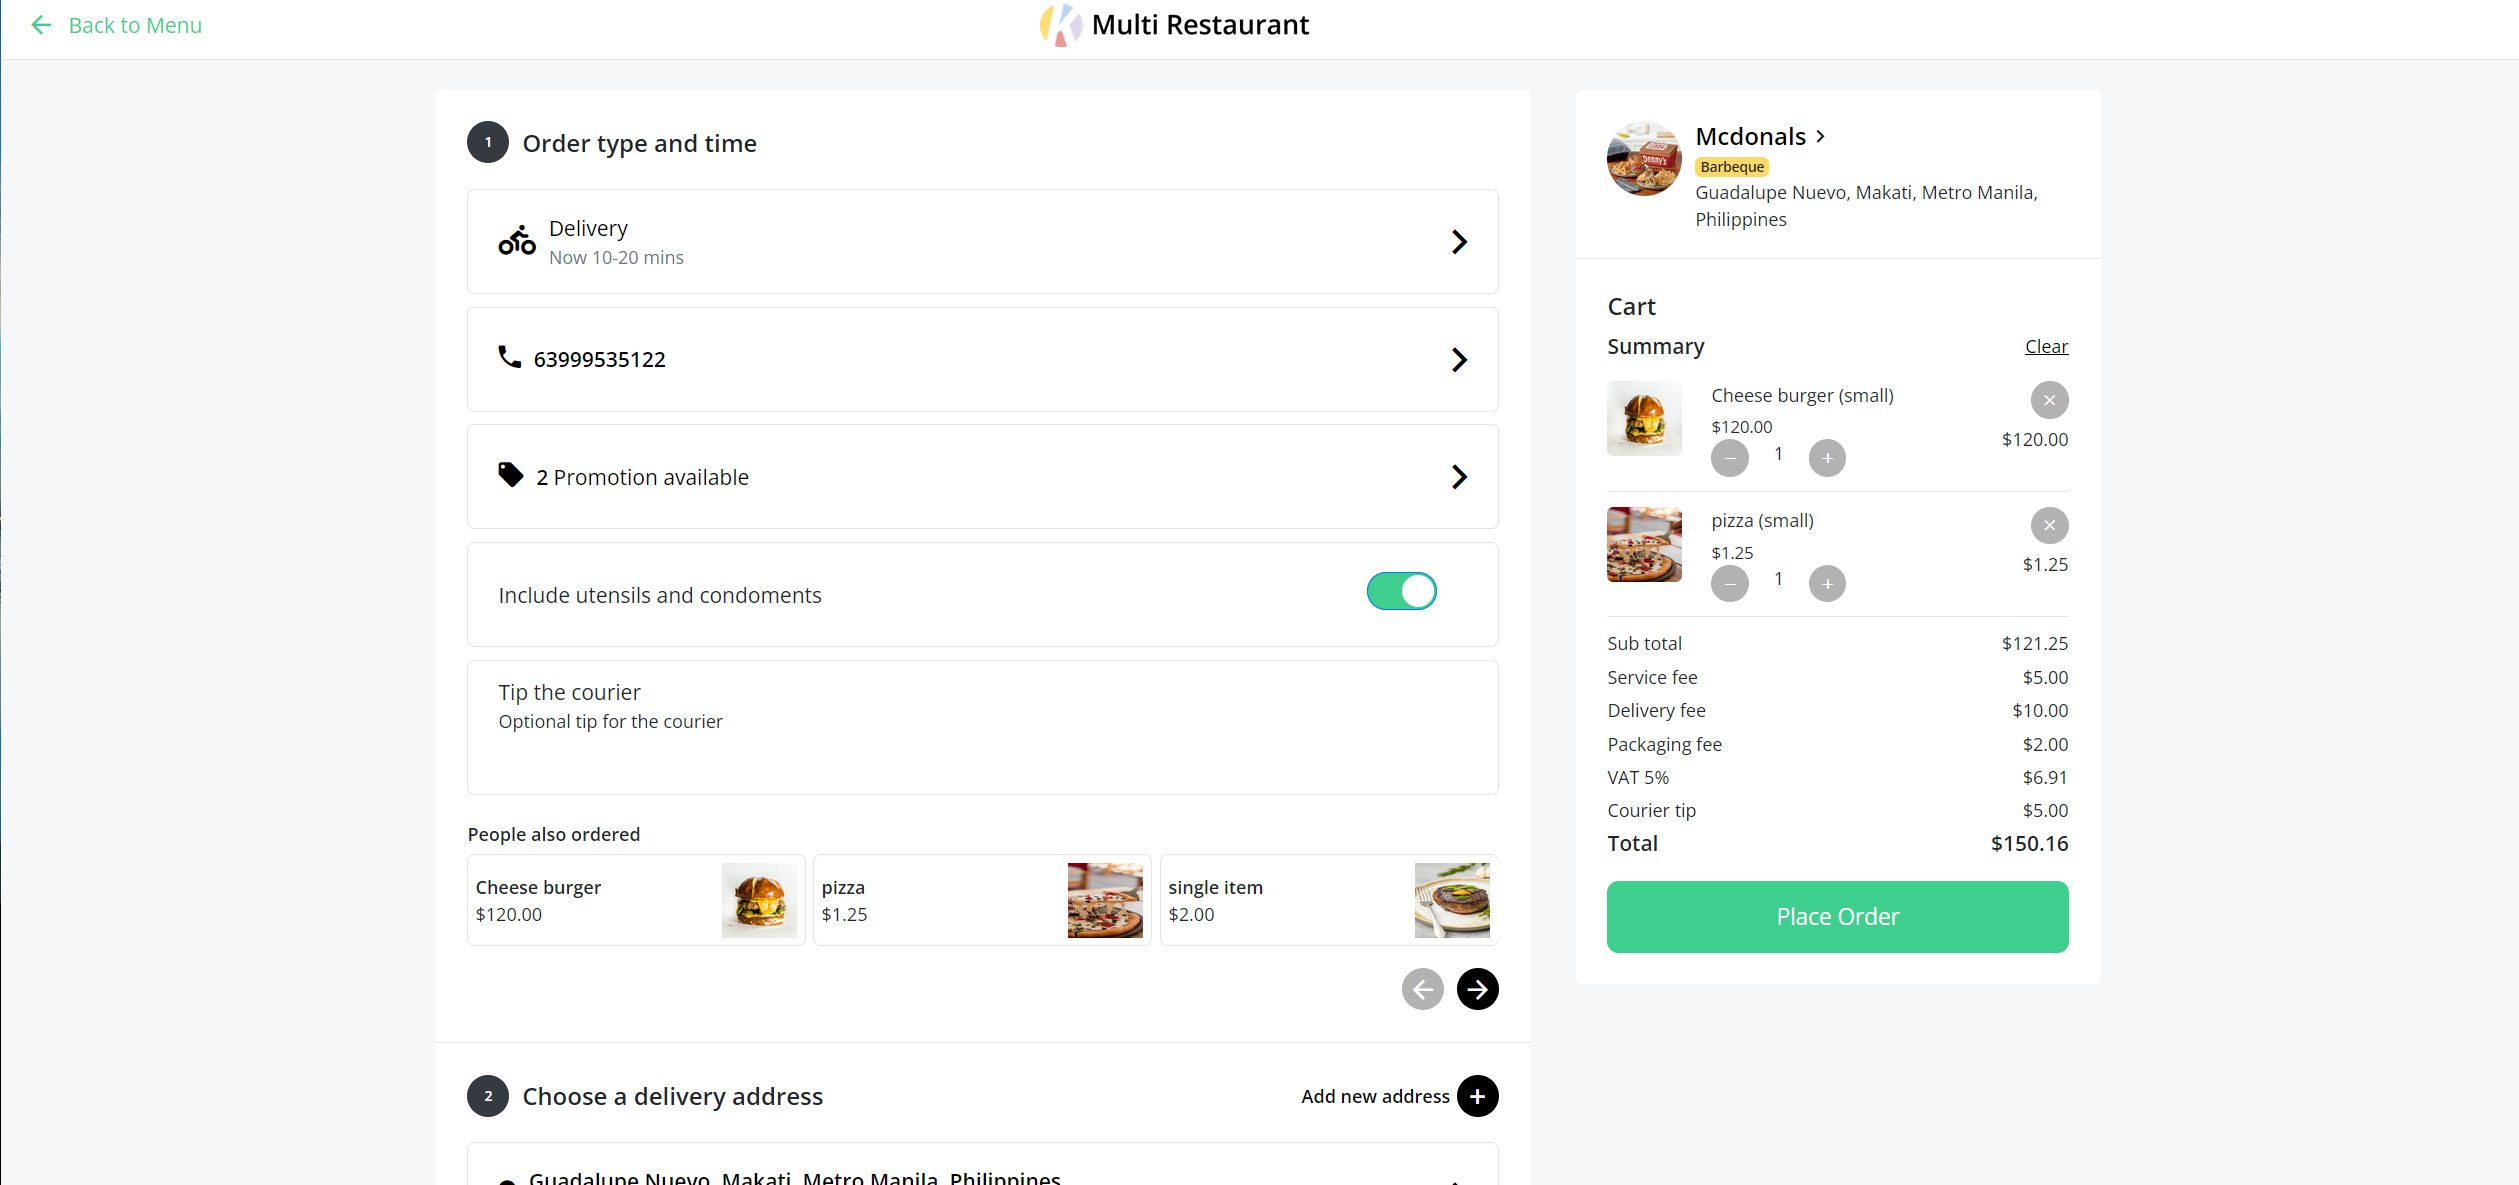 Back to Menu
Multi Restaurant
1
Order type and time
Delivery
Now 10-20 mins
63999535122
2 Promotion available
Include utensils and condoments
Tip the courier
Optional tip for the courier
People also ordered
Cheese burger
$120.00
pizza
$1.25
single item
$2.00
2
Choose a delivery address
Add new address
Guadalupe Nuevo, Makati, Metro Manila, Philippines
Mcdonals
Barbeque
Guadalupe Nuevo, Makati, Metro Manila,
Philippines
Cart
Summary
Clear
Cheese burger (small)
$120.00
1
$120.00
pizza (small)
$1.25
1
$1.25
Sub total $121.25
Service fee $5.00
Delivery fee $10.00
Packaging fee $2.00
VAT 5% $6.91
Courier tip $5.00
Total $150.16
Place Order